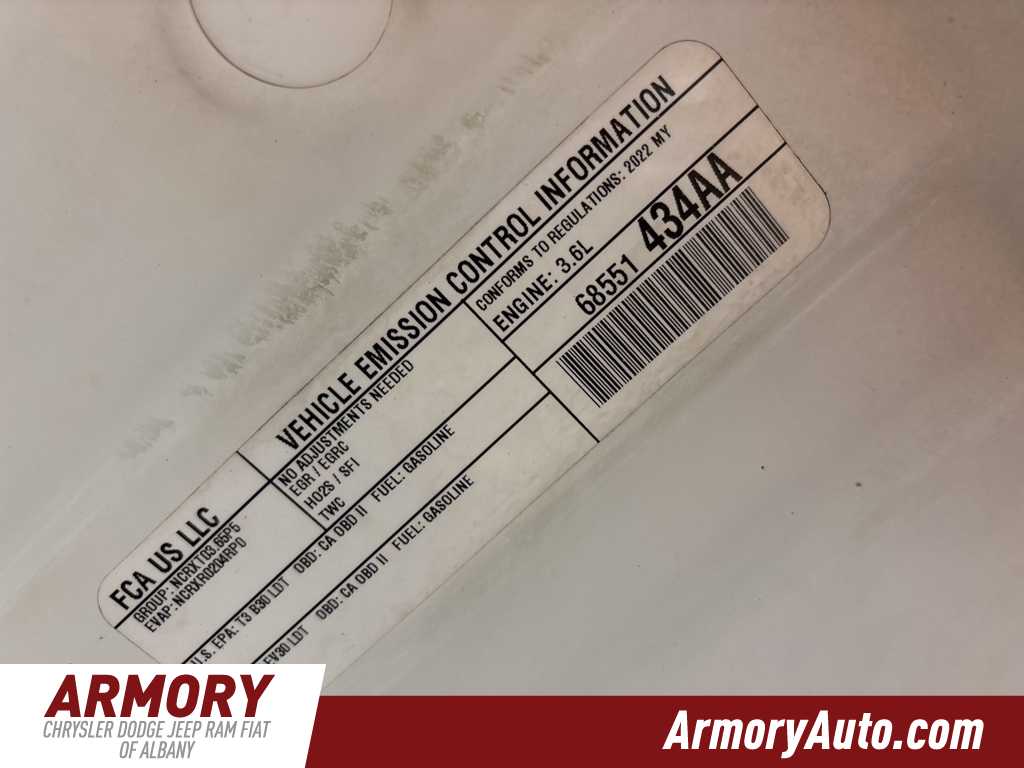 VEHICLE EMISSION CONTROL INFORMATION
FCA US LLC
GROUP: NCRXT03.65P5
EVAP: NCRXR0204RP0
NO ADJUSTMENTS NEEDED
EGR / EGRC
HO2S / SFI
TWC
CONFORMS TO REGULATIONS: 2022 MY
ENGINE: 3.6L
68551 434AA
U.S. EPA: T3 B30 LDT OBD: CA OBD II FUEL: GASOLINE
EV30 LDT OBD: CA OBD II FUEL: GASOLINE
ARMORY
CHRYSLER DODGE JEEP RAM FIAT
OF ALBANY
ArmoryAuto.com